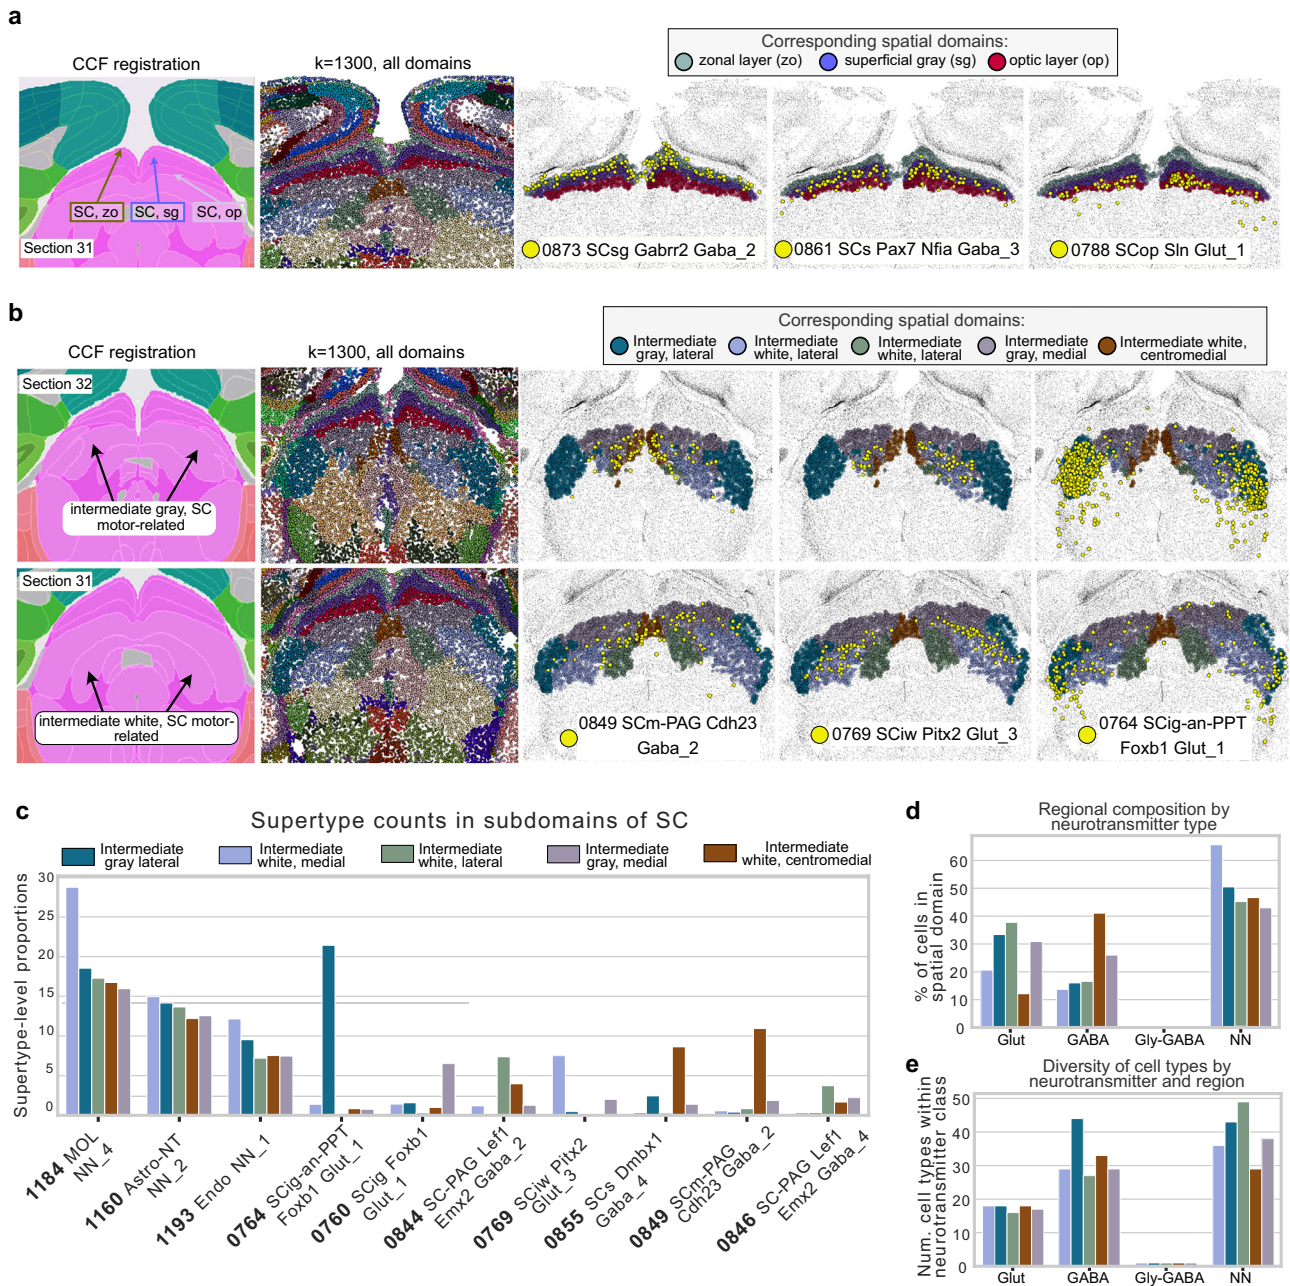 a
Corresponding spatial domains:
zonal layer (zo) superficial gray (sg) optic layer (op)
CCF registration
k=1300, all domains
SC, zo
SC, sg
SC, op
Section 31
0873 SCsg Gabrr2 Gaba_2
0861 SCs Pax7 Nfia Gaba_3
0788 SCop Sln Glut_1
b
Corresponding spatial domains:
Intermediate
gray, lateral
Intermediate
white, lateral
Intermediate
white, lateral
Intermediate
gray, medial
Intermediate white,
centromedial
CCF registration
k=1300, all domains
Section 32
intermediate gray, SC
motor-related
Section 31
intermediate white, SC motor-
related
0849 SCm-PAG Cdh23
Gaba_2
0769 SCiw Pitx2 Glut_3
0764 SCig-an-PPT
Foxb1 Glut_1
c
Supertype counts in subdomains of SC
Intermediate
gray lateral
Intermediate
white, medial
Intermediate
white, lateral
Intermediate
gray, medial
Intermediate
white, centromedial
Supertype-level proportions
30
25
20
15
10
5
0
1184 MOL
NN_4
1160 Astro-NT
NN_2
1193 Endo NN_1
0764 SCig-an-PPT
Foxb1 Glut_1
0760 SCig Foxb1
Glut_1
0844 SC-PAG Lef1
Emx2 Gaba_2
0769 SCiw Pitx2
Glut_3
0855 SCs Dmbx1
Gaba_4
0849 SCm-PAG
Cdh23 Gaba_2
0846 SC-PAG Lef1
Emx2 Gaba_4
d
Regional composition by
neurotransmitter type
% of cells in
spatial domain
60
50
40
30
20
10
0
Glut GABA Gly-GABA NN
e
Diversity of cell types by
neurotransmitter and region
Num. cell types within
neurotransmitter class
50
40
30
20
10
0
Glut GABA Gly-GABA NN